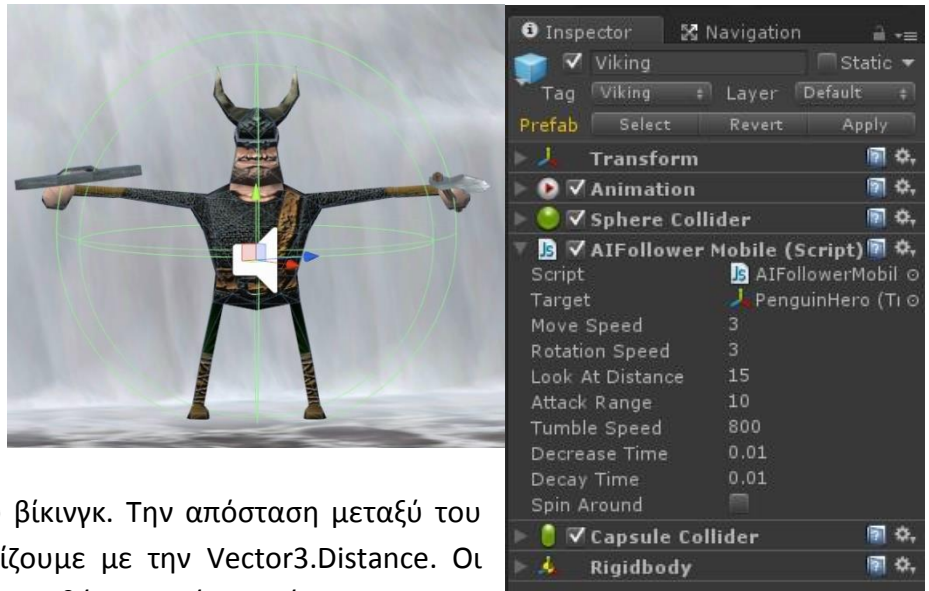 Inspector Navigation
Viking Static
Tag Viking Layer Default
Prefab Select Revert Apply
Transform
Animation
Sphere Collider
AIFollower Mobile (Script)
Script AIFollowerMobil
Target PenguinHero (Tr
Move Speed 3
Rotation Speed 3
Look At Distance 15
Attack Range 10
Tumble Speed 800
Decrease Time 0.01
Decay Time 0.01
Spin Around
Capsule Collider
Rigidbody
βίκινγκ. Την απόσταση μεταξύ του
ίζουμε με την Vector3.Distance. Οι